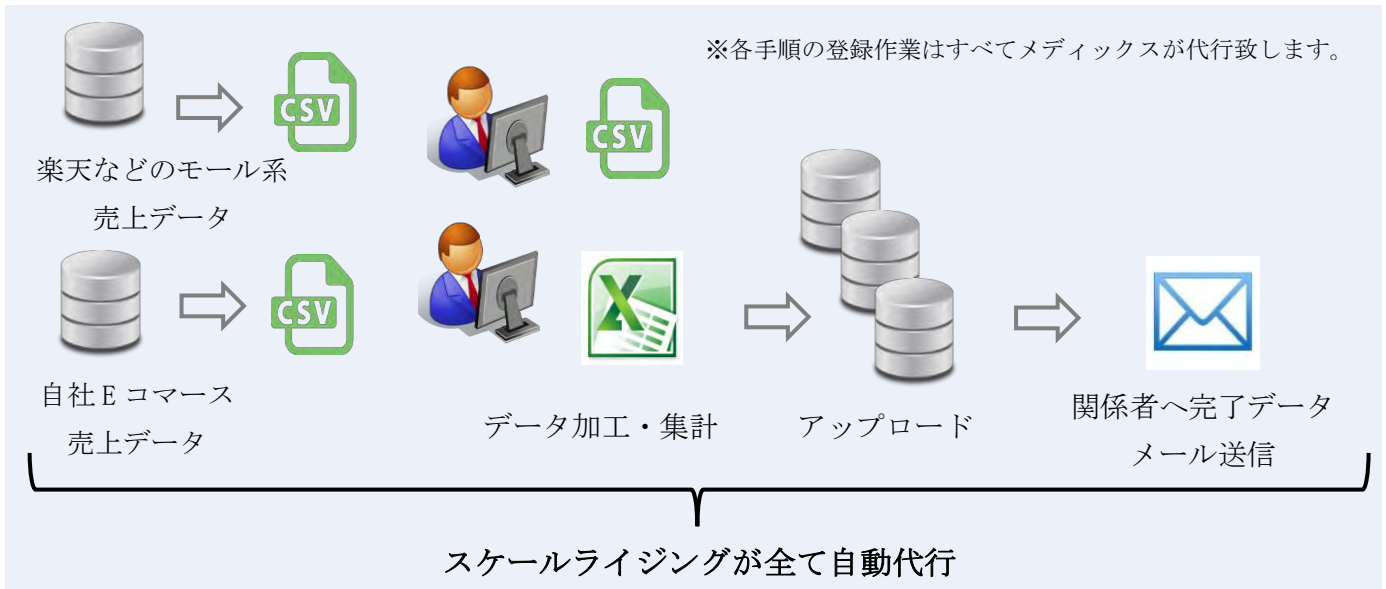 ※各手順の登録作業はすべてメディックスが代行致します。
CSV
CSV
楽天などのモール系
売上データ
CSV
自社Eコマース
売上データ
データ加工・集計
アップロード
関係者へ完了データ
メール送信
スケールライジングが全て自動代行